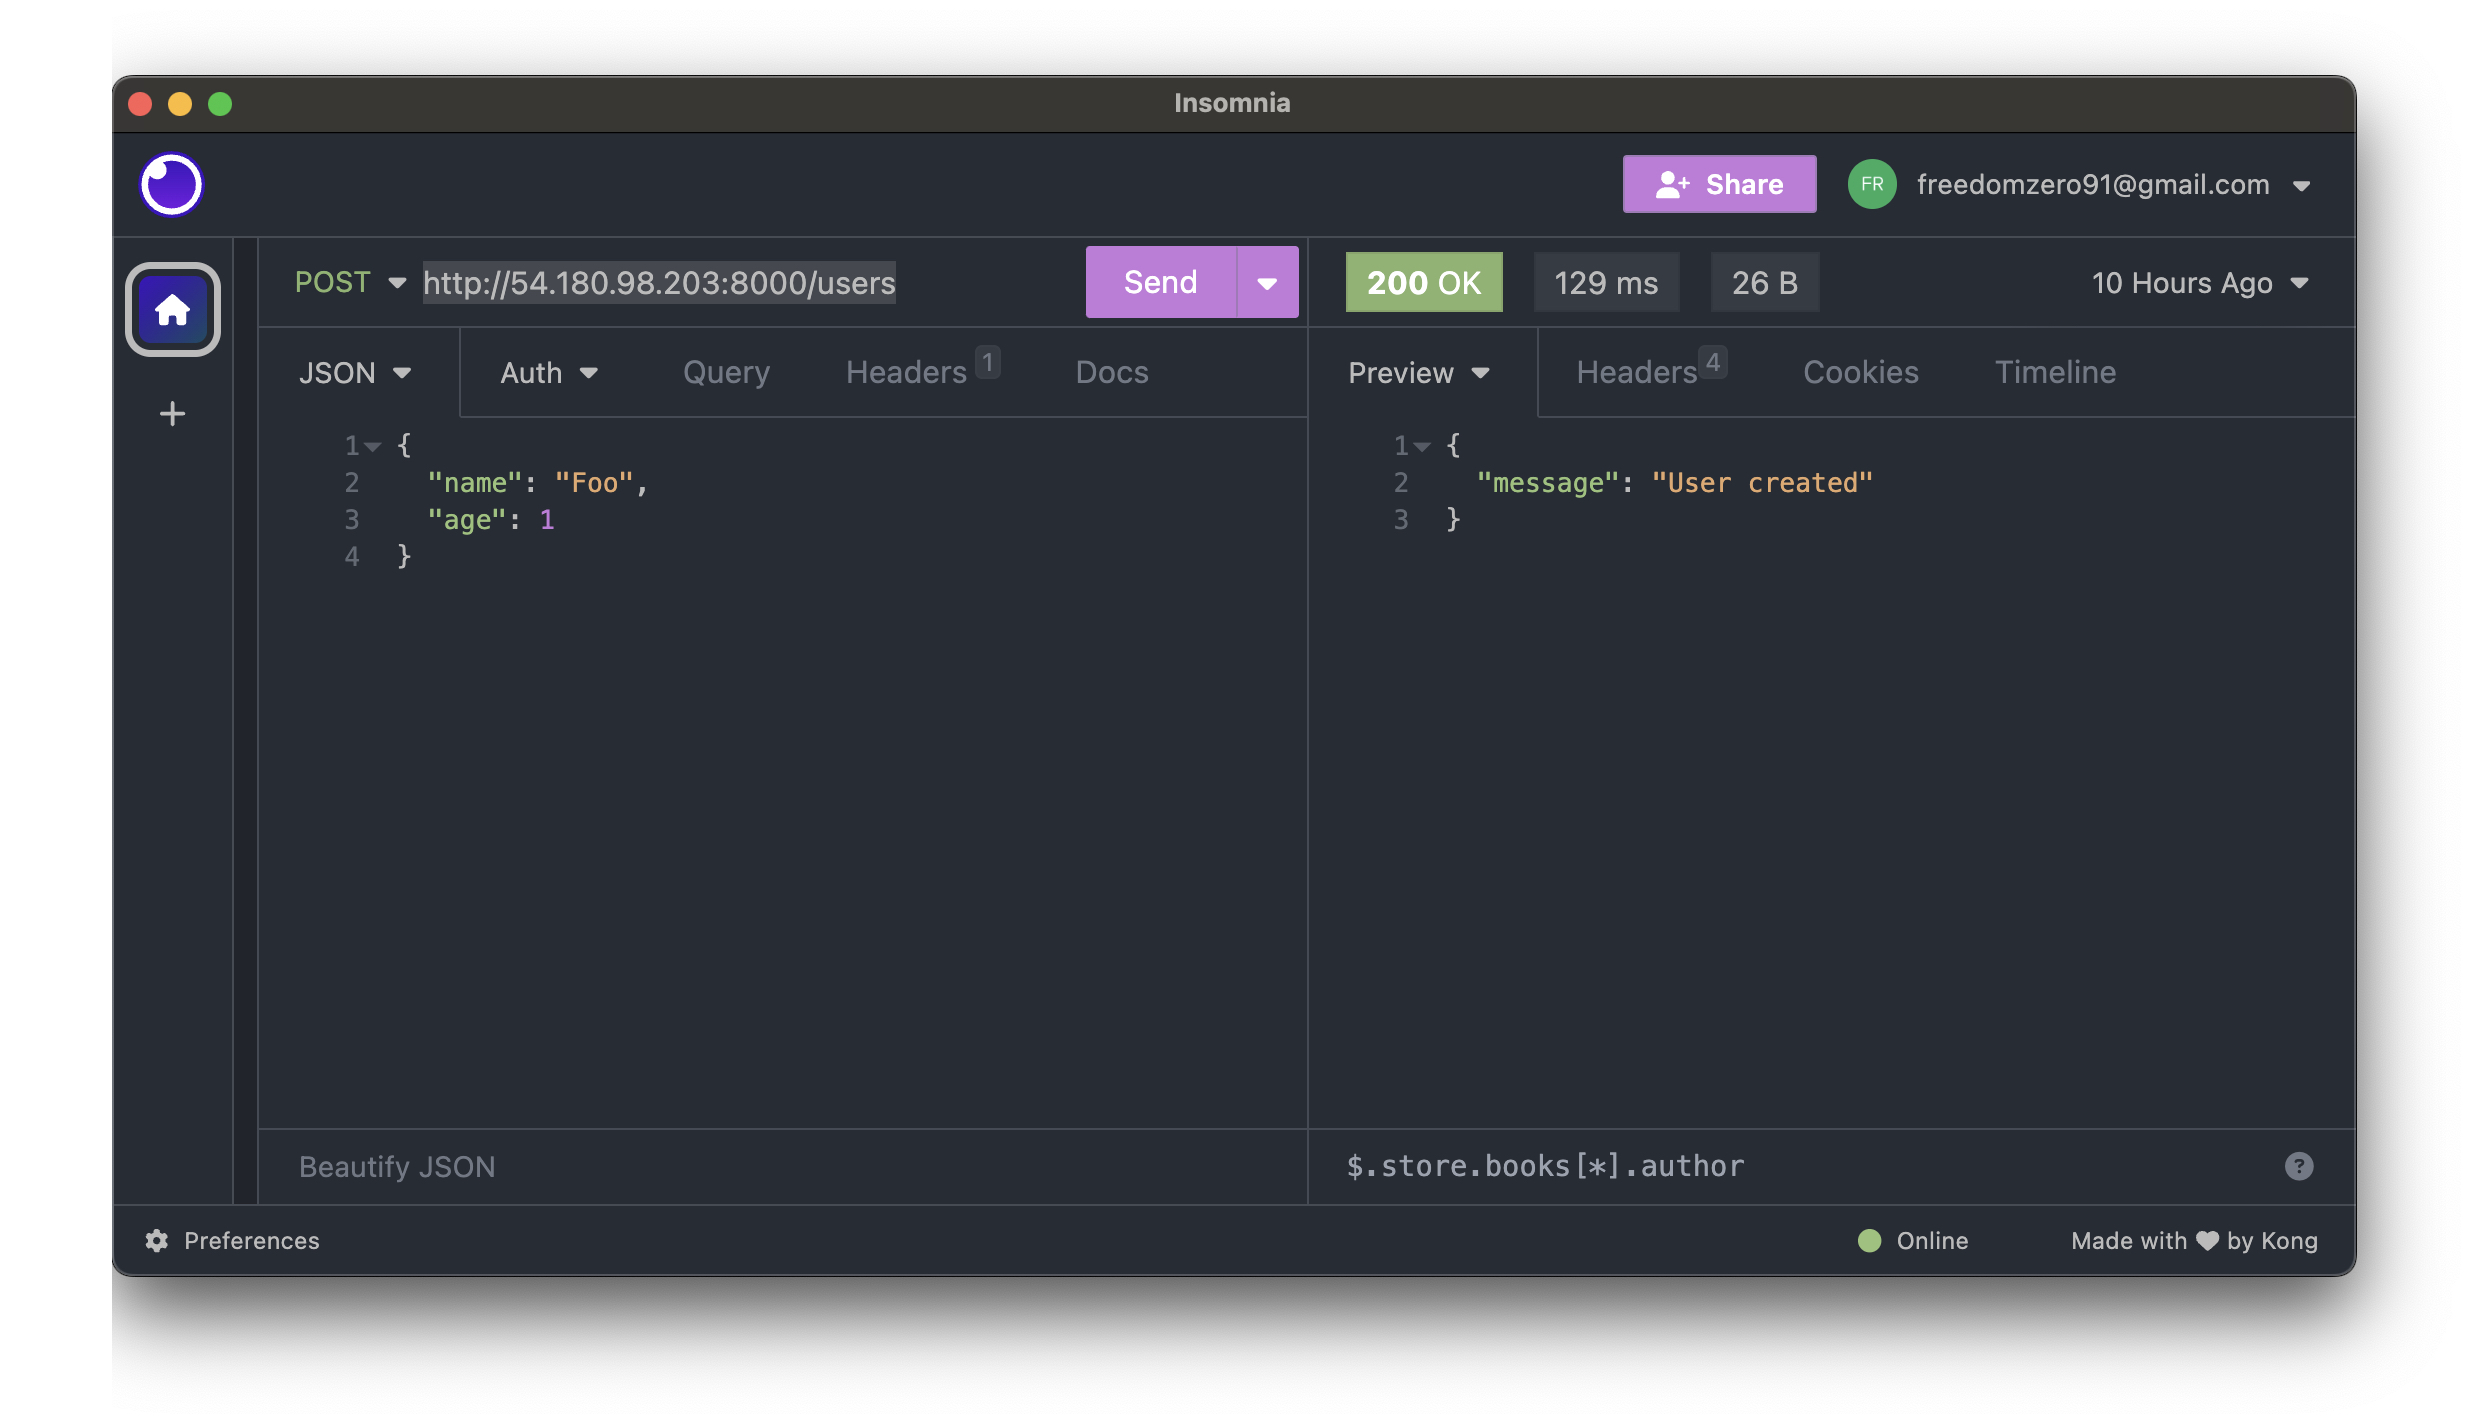 Insomnia
Share
FR
freedomzero91@gmail.com
POST
http://54.180.98.203:8000/users
Send
200 OK
129 ms
26 B
10 Hours Ago
JSON
Auth
Query
Headers 1
Docs
Preview
Headers 4
Cookies
Timeline
1 {
2 "name": "Foo",
3 "age": 1
4 }
1 {
2 "message": "User created"
3 }
Beautify JSON
$.store.books[*].author
?
Preferences
Online
Made with ♥ by Kong